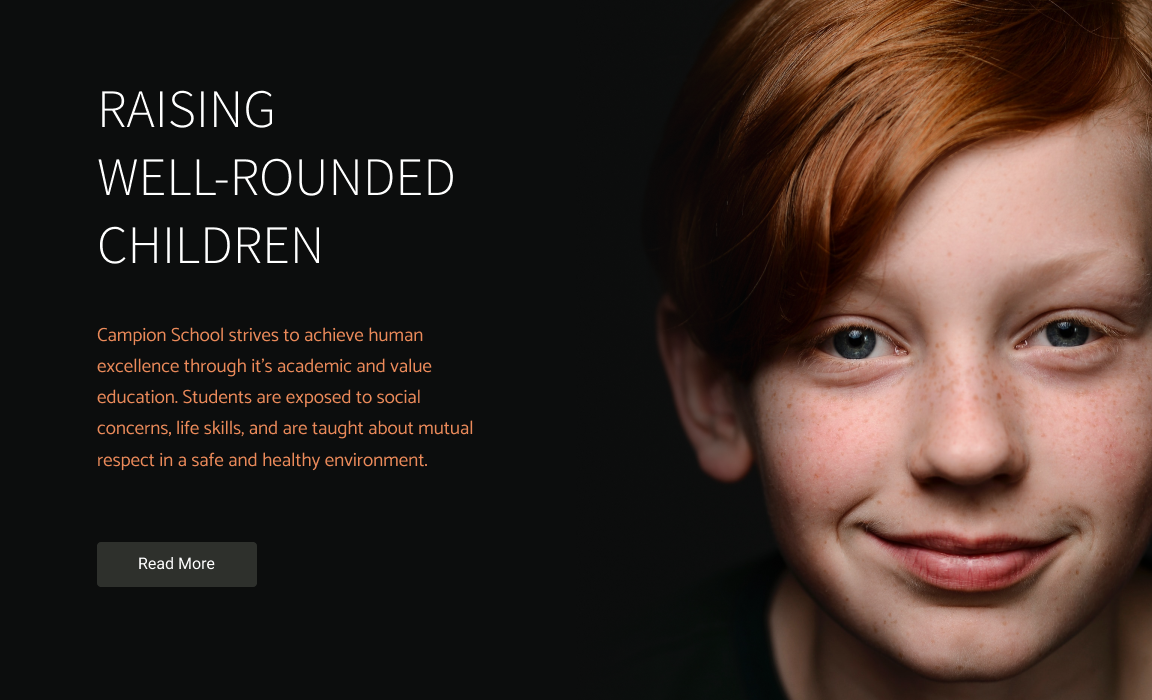 RAISING
WELL-ROUNDED
CHILDREN
Campion School strives to achieve human
excellence through it’s academic and value
education. Students are exposed to social
concerns, life skills, and are taught about mutual
respect in a safe and healthy environment.
Read More